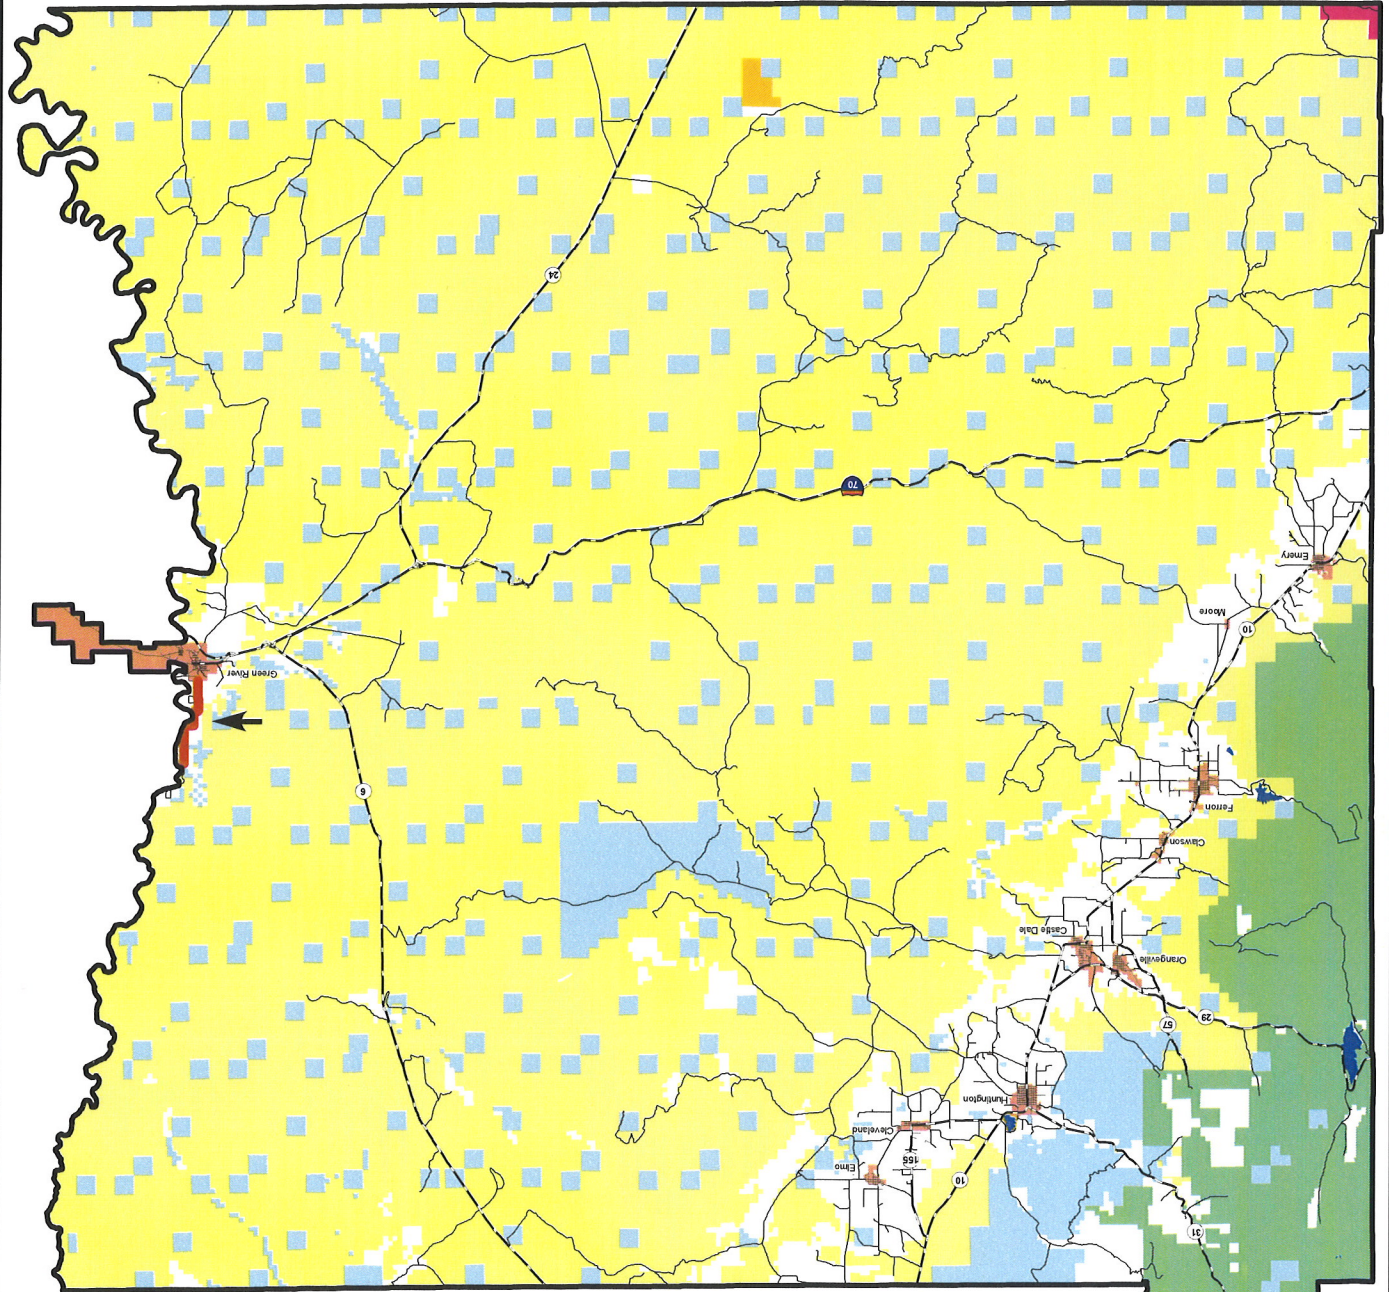 24
70
Emery
Moore
10
Green River
6
Ferron
Clawson
Castle Dale
Orangeville
29
57
Huntington
Cleveland
155
Elmo
10
31